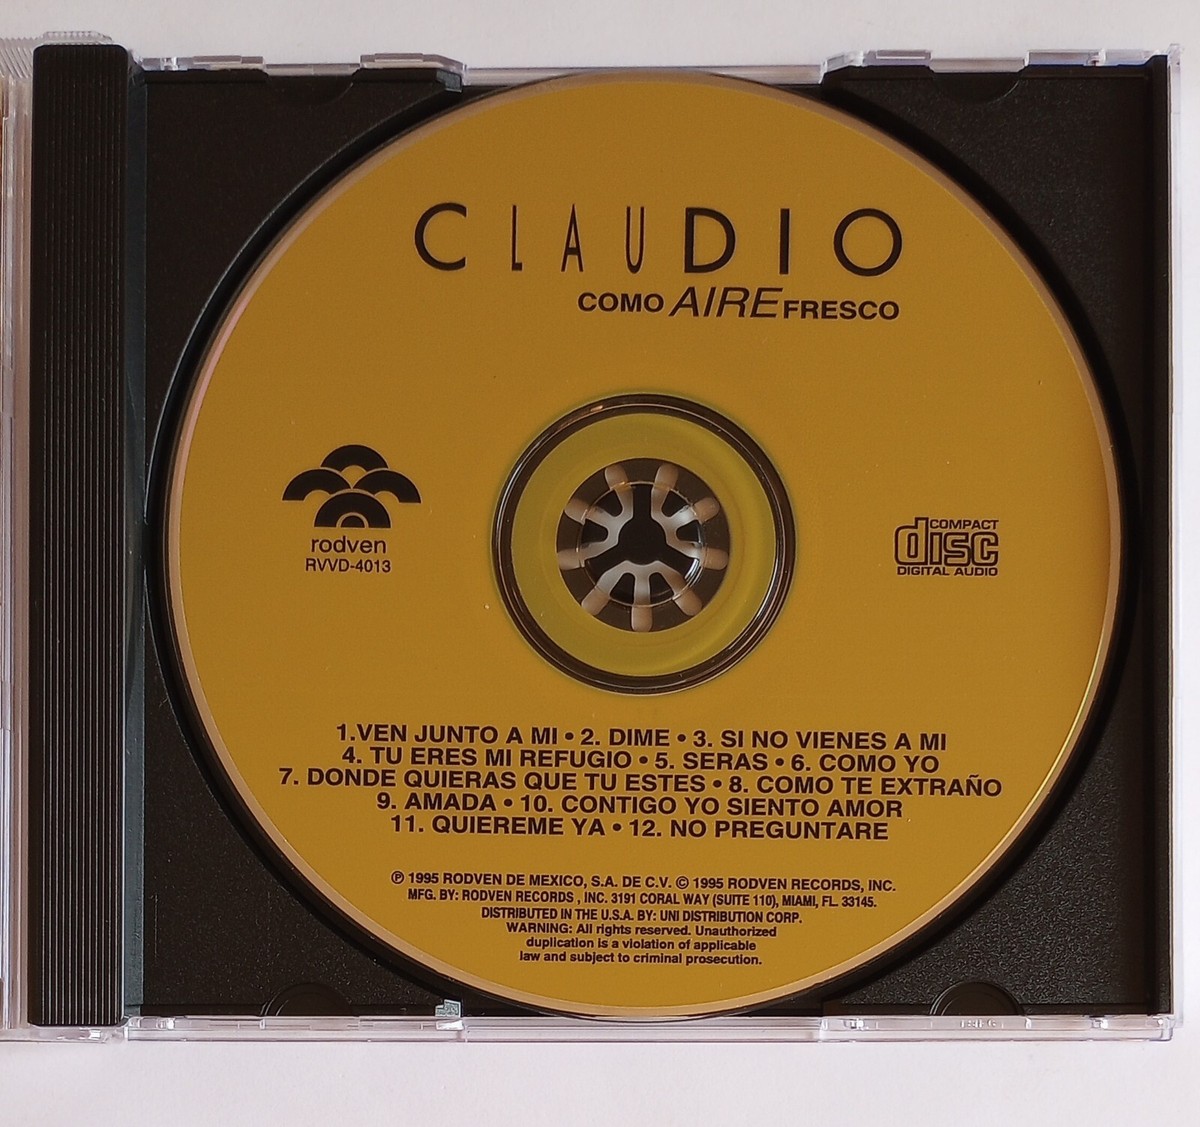 CLAUDIO
COMO AIRE FRESCO
rodven
RVVD-4013
COMPACT
disc
DIGITAL AUDIO
1.VEN JUNTO A MI • 2. DIME • 3. SI NO VIENES A MI
4. TU ERES MI REFUGIO • 5. SERAS • 6. COMO YO
7. DONDE QUIERAS QUE TU ESTES • 8. COMO TE EXTRAÑO
9. AMADA • 10. CONTIGO YO SIENTO AMOR
11. QUIEREME YA • 12. NO PREGUNTARE
℗ 1995 RODVEN DE MEXICO, S.A. DE C.V. © 1995 RODVEN RECORDS, INC.
MFG. BY: RODVEN RECORDS , INC. 3191 CORAL WAY (SUITE 110), MIAMI, FL. 33145.
DISTRIBUTED IN THE U.S.A. BY: UNI DISTRIBUTION CORP.
WARNING: All rights reserved. Unauthorized
duplication is a violation of applicable
law and subject to criminal prosecution.